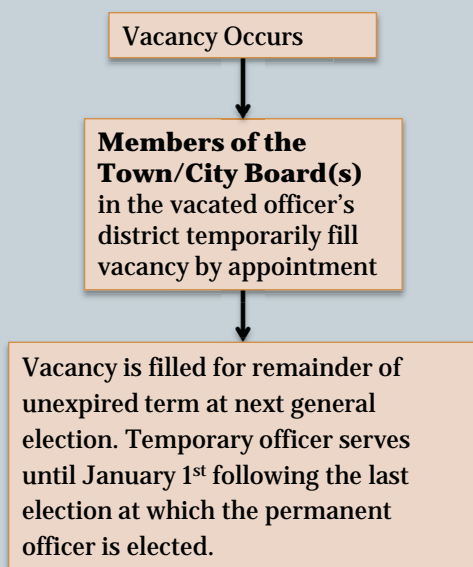 Vacancy Occurs
Members of the
Town/City Board(s)
in the vacated officer's
district temporarily fill
vacancy by appointment
Vacancy is filled for remainder of
unexpired term at next general
election. Temporary officer serves
until January 1st following the last
election at which the permanent
officer is elected.